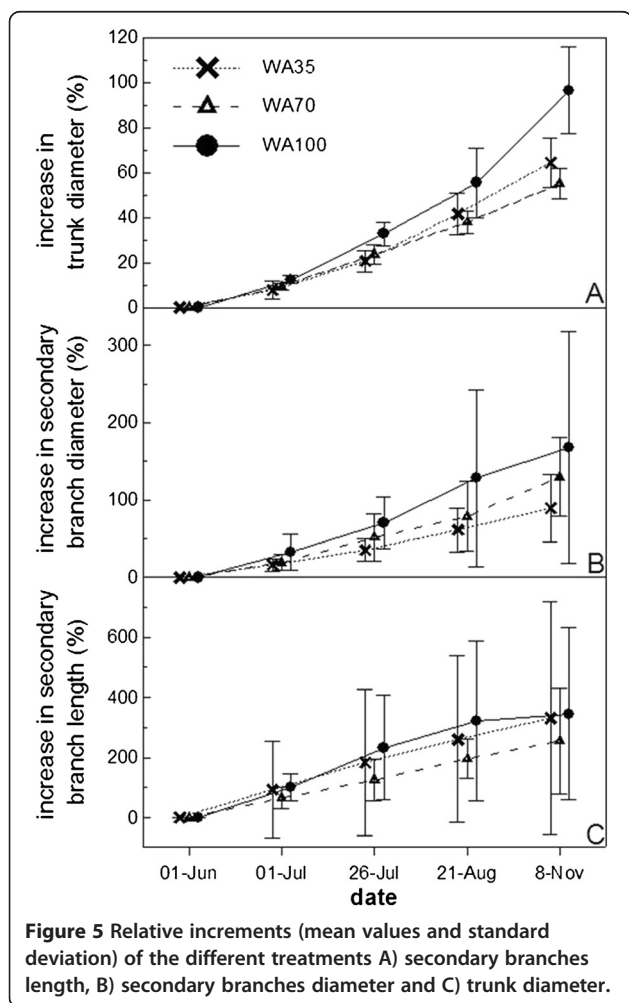 120
100
80
60
40
20
0
increase in
trunk diameter (%)
WA35
WA70
WA100
A
300
200
100
0
increase in secondary
branch diameter (%)
B
600
400
200
0
increase in secondary
branch length (%)
C
01-Jun 01-Jul 26-Jul 21-Aug 8-Nov
date
Figure 5 Relative increments (mean values and standard
deviation) of the different treatments A) secondary branches
length, B) secondary branches diameter and C) trunk diameter.